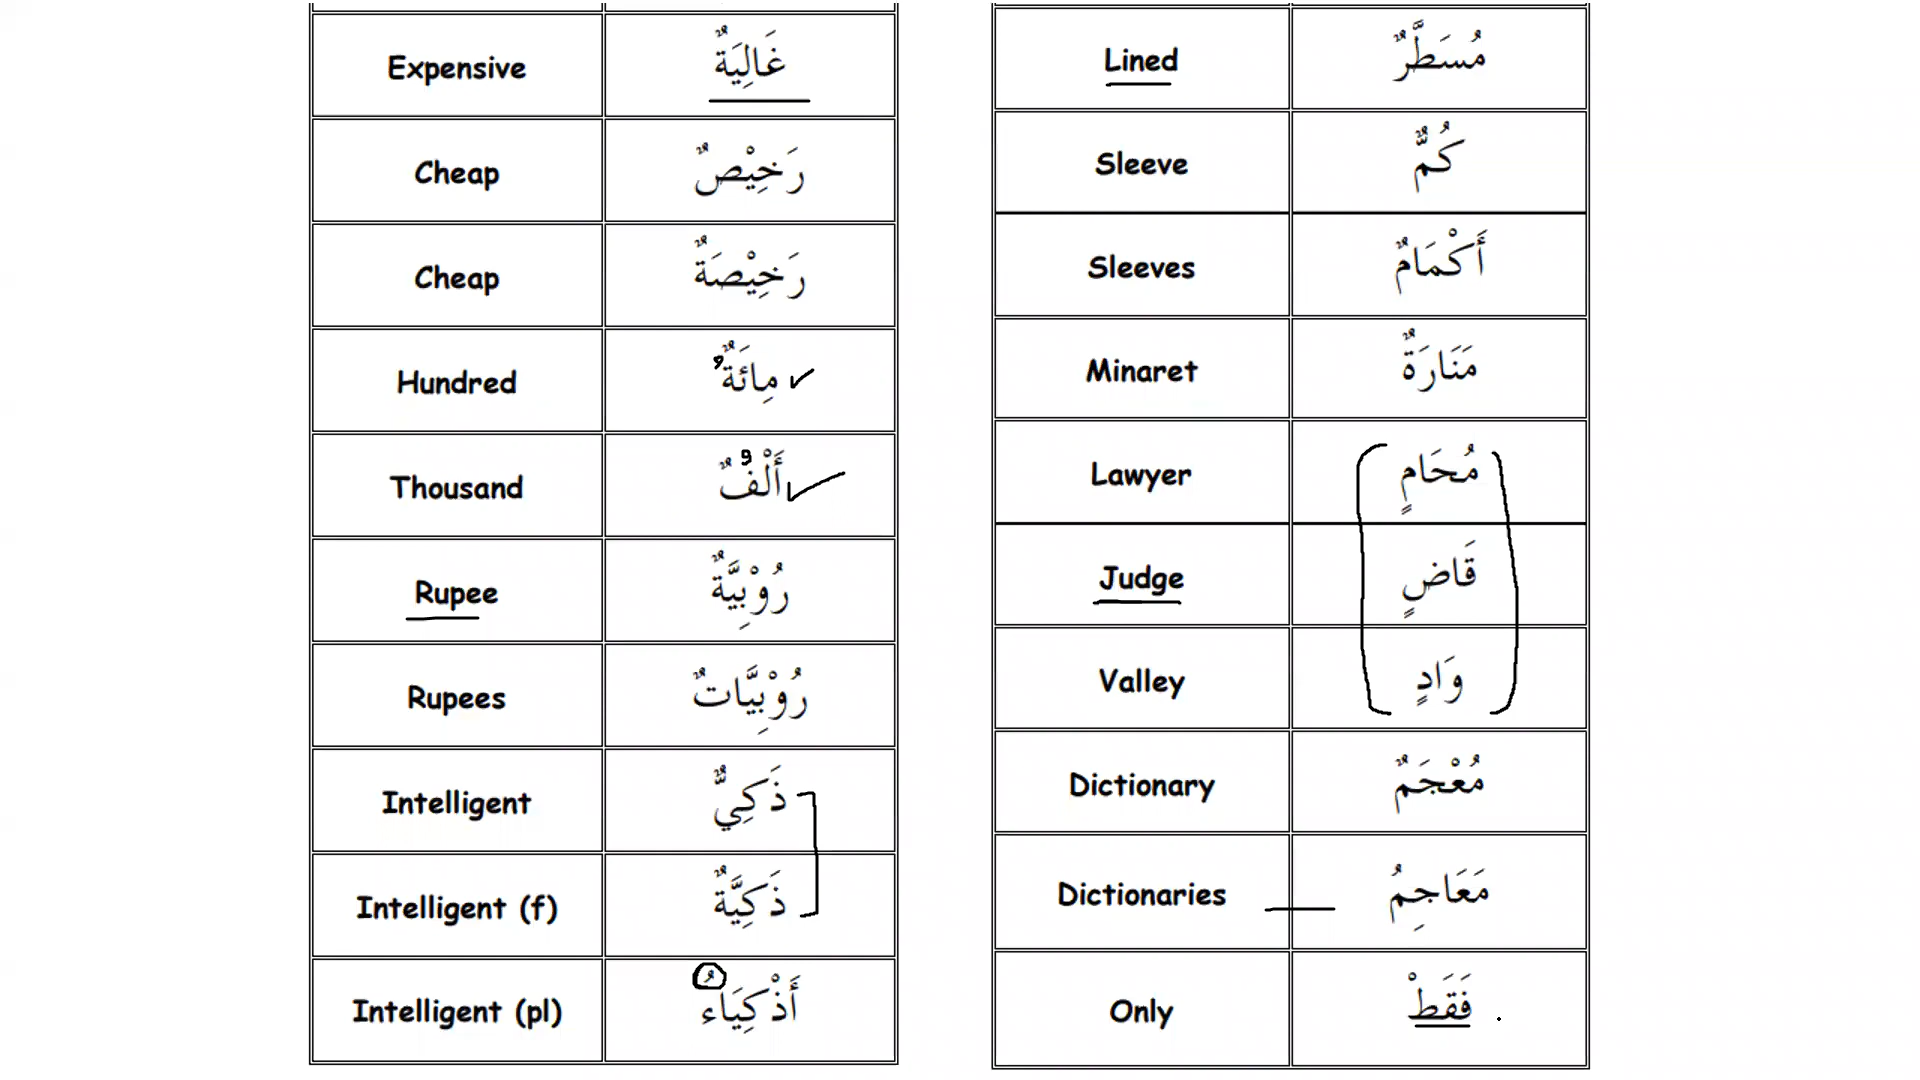 Expensive غَالِيَةٌ
Cheap رَخِيْصٌ
Cheap رَخِيْصَةٌ
Hundred مِائَةٌ
Thousand أَلْفٌ
Rupee رُوْبِيَّةٌ
Rupees رُوْبِيَّاتٌ
Intelligent ذَكِيٌّ
Intelligent (f) ذَكِيَّةٌ
Intelligent (pl) أَذْكِيَاءُ
Lined مُسَطَّرٌ
Sleeve كُمٌّ
Sleeves أَكْمَامٌ
Minaret مَنَارَةٌ
Lawyer مُحَامٍ
Judge قَاضٍ
Valley وَادٍ
Dictionary مُعْجَمٌ
Dictionaries مَعَاجِمُ
Only فَقَطْ